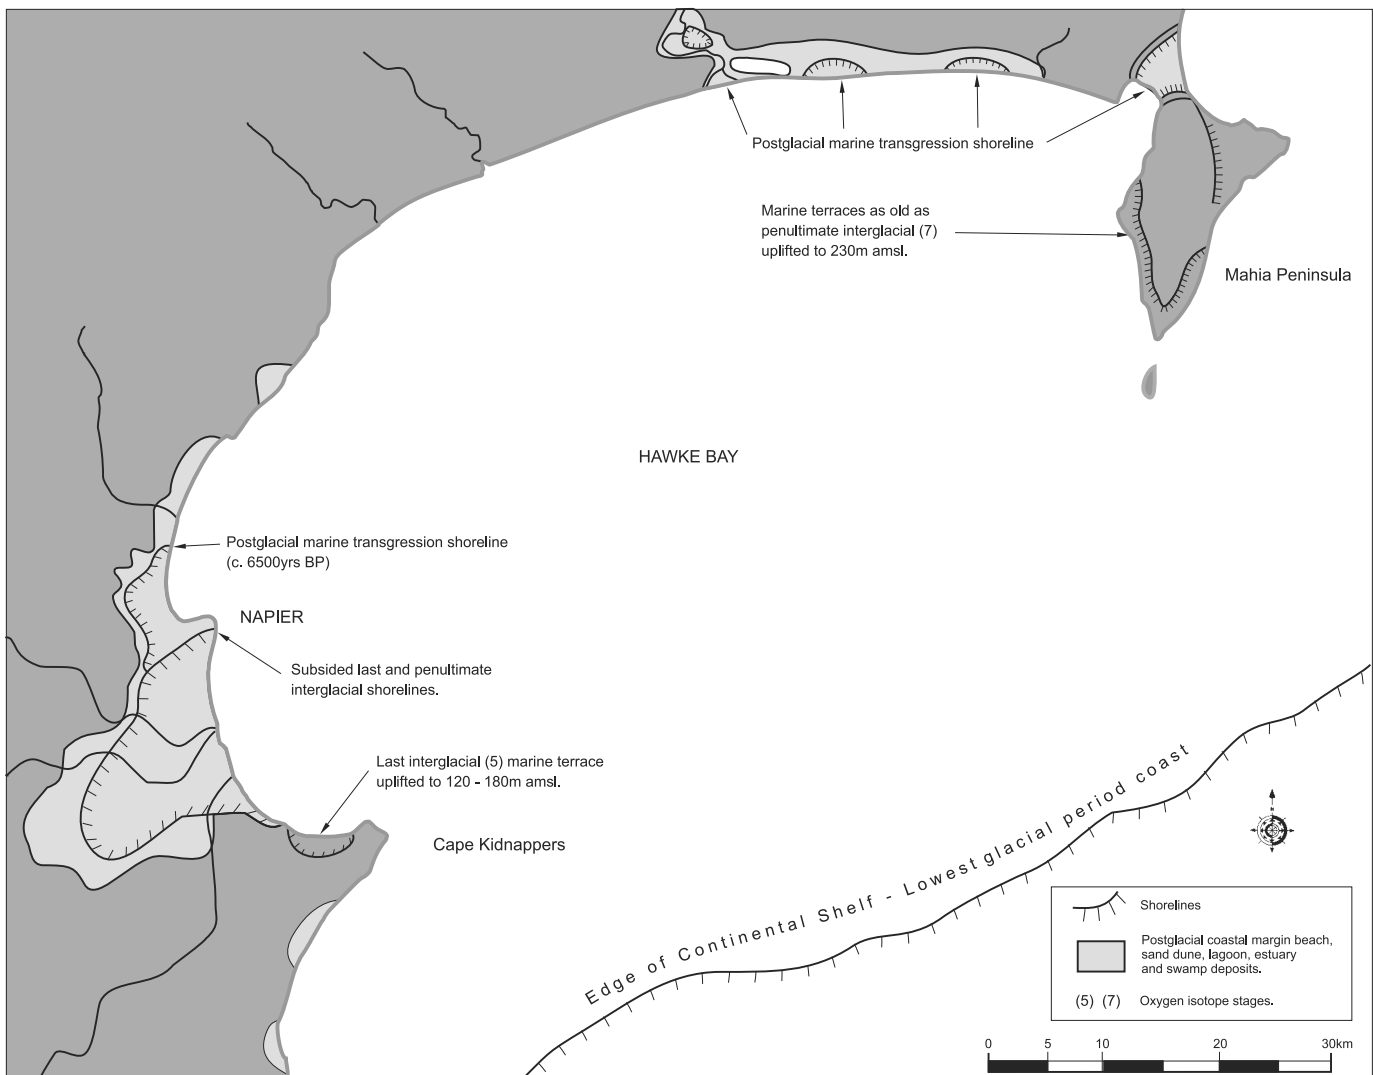 Postglacial marine transgression shoreline
Marine terraces as old as
penultimate interglacial (7)
uplifted to 230m amsl.
Mahia Peninsula
HAWKE BAY
Postglacial marine transgression shoreline
(c. 6500yrs BP)
NAPIER
Subsided last and penultimate
interglacial shorelines.
Last interglacial (5) marine terrace
uplifted to 120 - 180m amsl.
Cape Kidnappers
Edge of Continental Shelf - Lowest glacial period coast
Shorelines
Postglacial coastal margin beach,
sand dune, lagoon, estuary
and swamp deposits.
(5) (7) Oxygen isotope stages.
0 5 10 20 30km